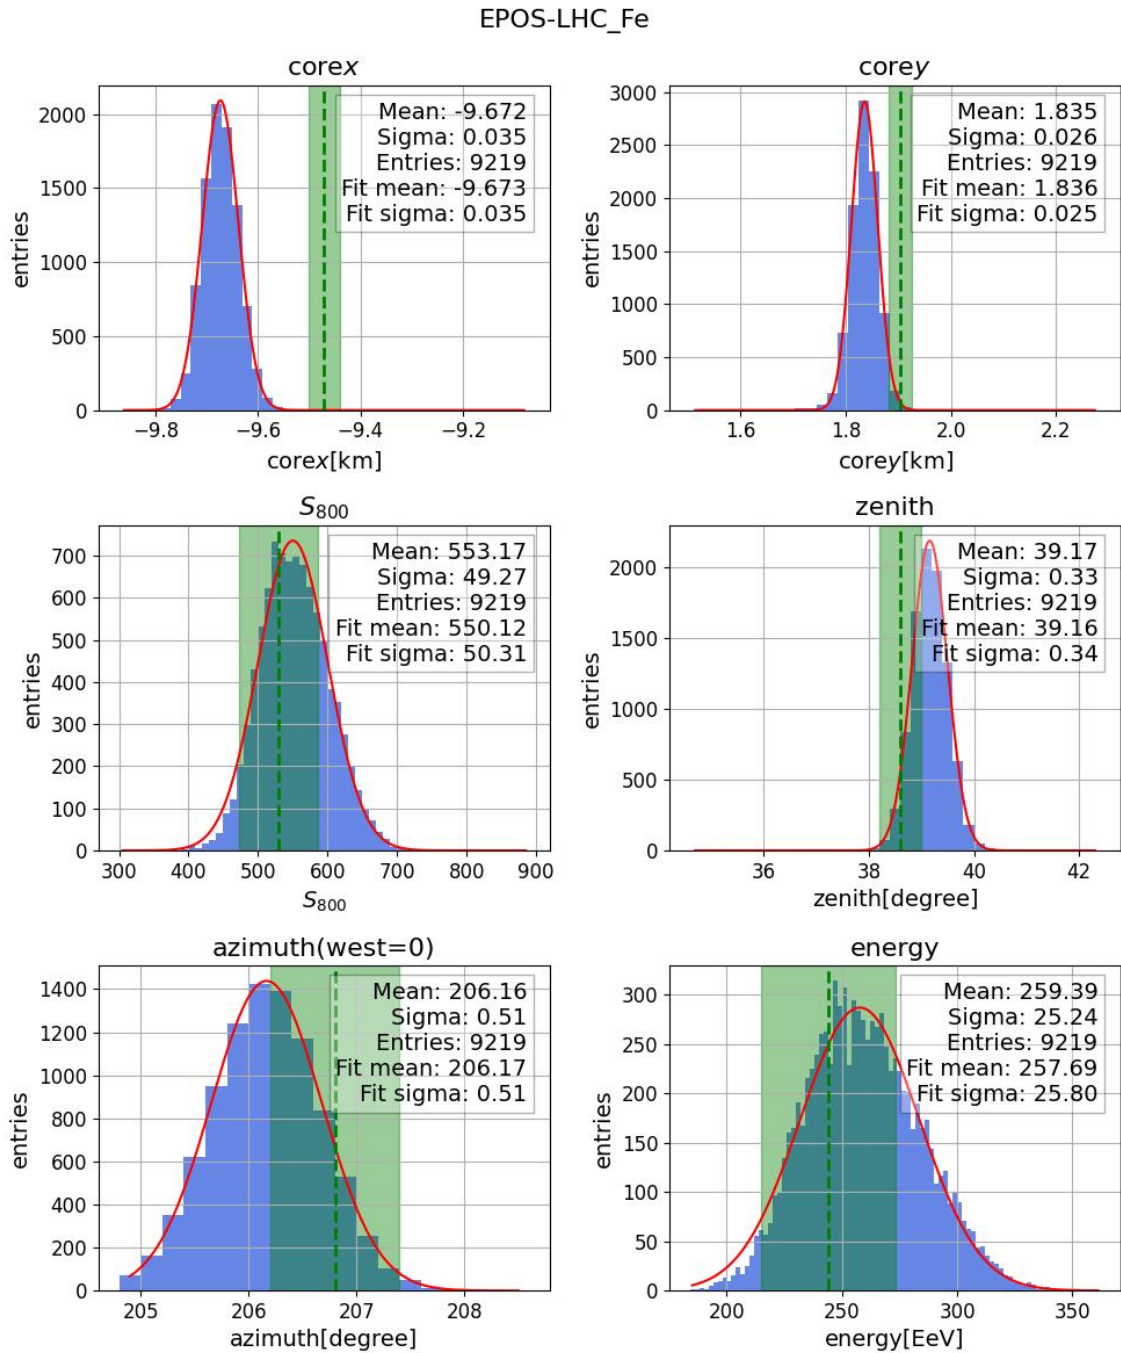 EPOS-LHC_Fe
corex
Mean: -9.672
Sigma: 0.035
Entries: 9219
Fit mean: -9.673
Fit sigma: 0.035
entries
2000
1500
1000
500
0
−9.8 −9.6 −9.4 −9.2
corex[km]
corey
Mean: 1.835
Sigma: 0.026
Entries: 9219
Fit mean: 1.836
Fit sigma: 0.025
entries
3000
2500
2000
1500
1000
500
0
1.6 1.8 2.0 2.2
corey[km]
S800
Mean: 553.17
Sigma: 49.27
Entries: 9219
Fit mean: 550.12
Fit sigma: 50.31
entries
700
600
500
400
300
200
100
0
300 400 500 600 700 800 900
S800
zenith
Mean: 39.17
Sigma: 0.33
Entries: 9219
Fit mean: 39.16
Fit sigma: 0.34
entries
2000
1500
1000
500
0
36 38 40 42
zenith[degree]
azimuth(west=0)
Mean: 206.16
Sigma: 0.51
Entries: 9219
Fit mean: 206.17
Fit sigma: 0.51
entries
1400
1200
1000
800
600
400
200
0
205 206 207 208
azimuth[degree]
energy
Mean: 259.39
Sigma: 25.24
Entries: 9219
Fit mean: 257.69
Fit sigma: 25.80
entries
300
250
200
150
100
50
0
200 250 300 350
energy[EeV]